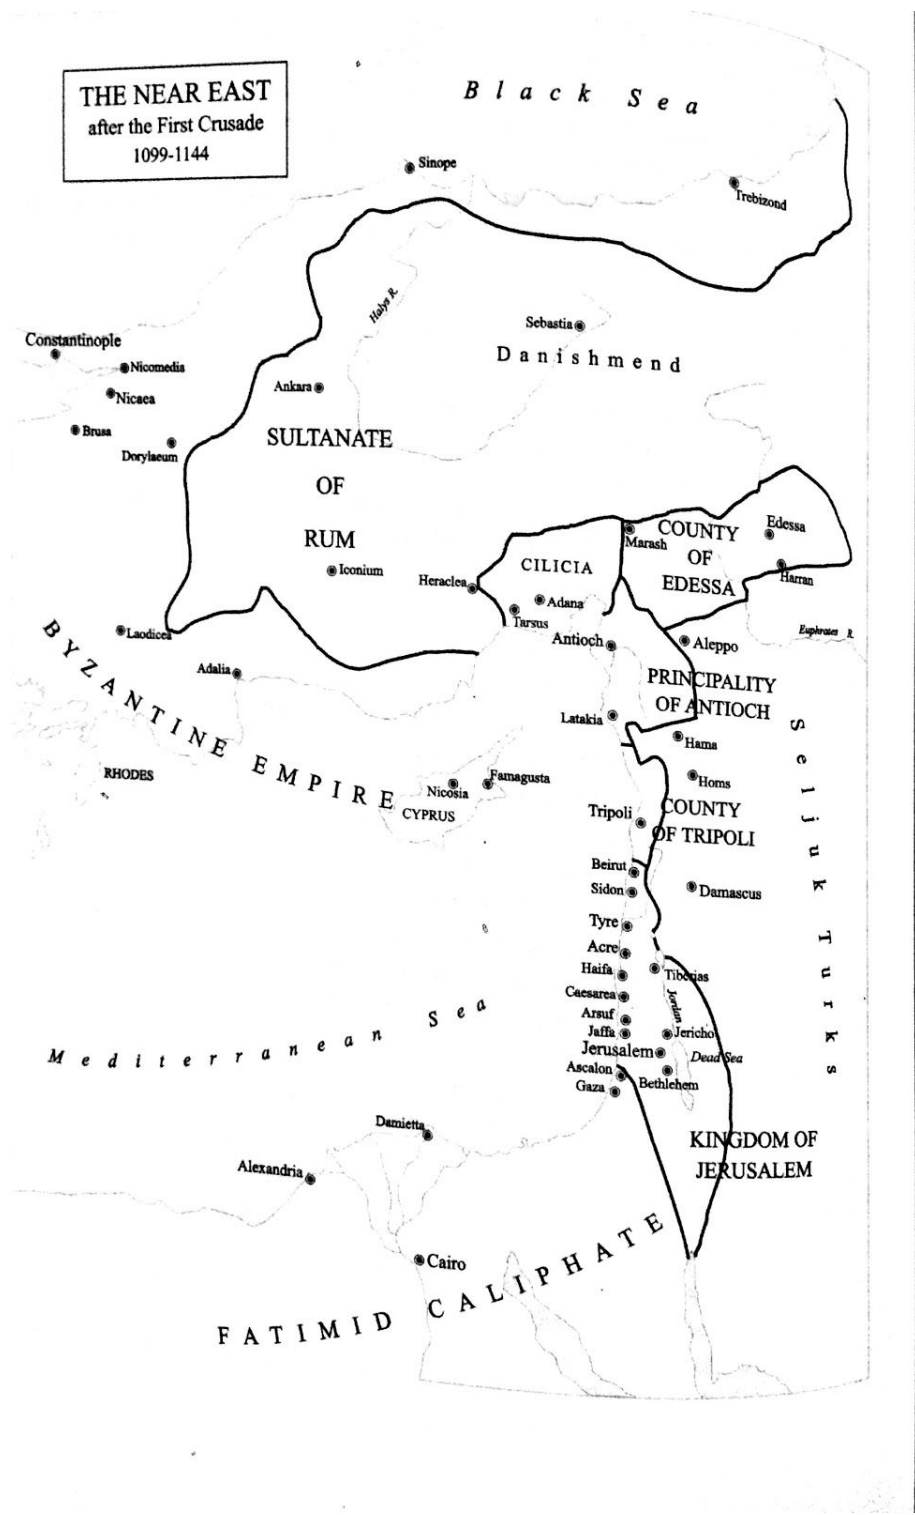 THE NEAR EAST
after the First Crusade
1099-1144
Black Sea
Sinope
Trebizond
Halys R.
Sebastia
Danishmend
Constantinople
Nicomedia
Nicaea
Brusa
Dorylaeum
Ankara
SULTANATE
OF
RUM
Iconium
Heraclea
CILICIA
Adana
Tarsus
Marash
COUNTY
OF
EDESSA
Edessa
Harran
Euphrates R.
Laodicea
Adalia
Antioch
Aleppo
PRINCIPALITY
OF ANTIOCH
Latakia
Hama
Homs
BYZANTINE EMPIRE
RHODES
Nicosia
Famagusta
CYPRUS
Tripoli
COUNTY
OF TRIPOLI
Seljuk Turks
Beirut
Sidon
Damascus
Tyre
Acre
Haifa
Tiberias
Caesarea
Jordan
Arsuf
Jaffa
Jericho
Jerusalem
Dead Sea
Ascalon
Bethlehem
Gaza
Mediterranean Sea
Damietta
Alexandria
KINGDOM OF
JERUSALEM
Cairo
FATIMID CALIPHATE